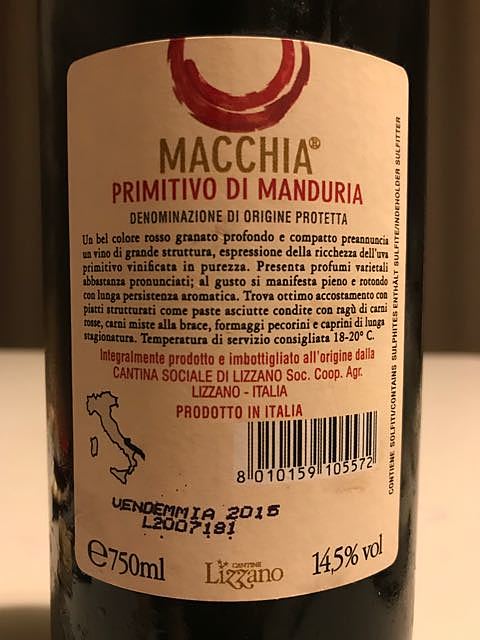 MACCHIA®
PRIMITIVO DI MANDURIA
DENOMINAZIONE DI ORIGINE PROTETTA
Un bel colore rosso granato profondo e compatto preannuncia
un vino di grande struttura, espressione della ricchezza dell'uva
primitivo vinificata in purezza. Presenta profumi varietali
abbastanza pronunciati; al gusto si manifesta pieno e rotondo
con lunga persistenza aromatica. Trova ottimo accostamento con
piatti strutturati come paste asciutte condite con ragù di carni
rosse, carni miste alla brace, formaggi pecorini e caprini di lunga
stagionatura. Temperatura di servizio consigliata 18-20° C.
Integralmente prodotto e imbottigliato all'origine dalla
CANTINA SOCIALE DI LIZZANO Soc. Coop. Agr.
LIZZANO - ITALIA
PRODOTTO IN ITALIA
8 010159 105572
VENDEMMIA 2015
L2007181
e750ml
CANTINE
Lizzano
14,5% vol
CONTIENE SOLFITI/CONTAINS SULPHITES ENTHÄLT SULFITE/INDEHOLDER SULFITTER